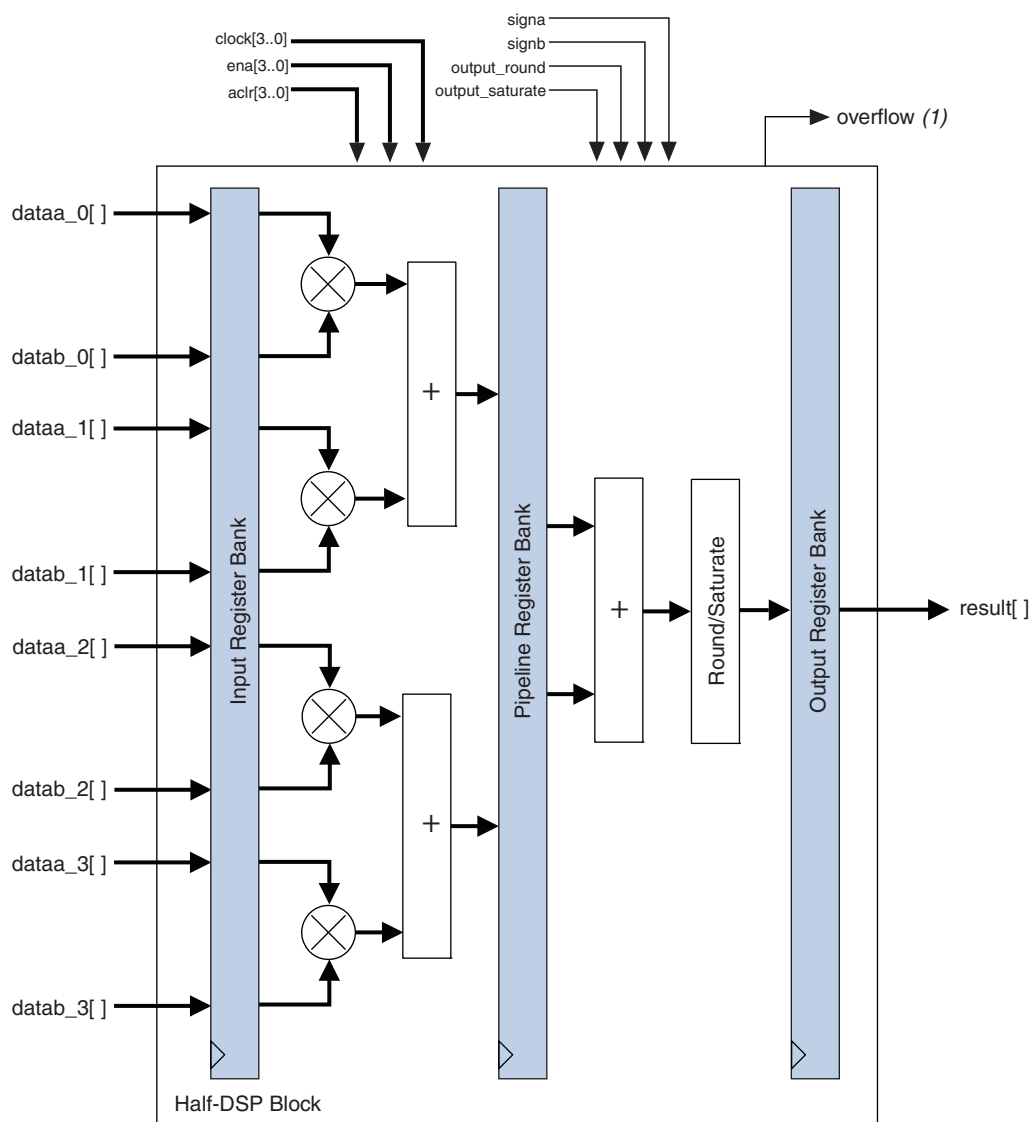 signa
clock[3..0]
signb
ena[3..0]
output_round
aclr[3..0]
output_saturate
overflow (1)
dataa_0[ ]
datab_0[ ]
+
dataa_1[ ]
datab_1[ ]
Input Register Bank
Pipeline Register Bank
+
Round/Saturate
Output Register Bank
result[ ]
dataa_2[ ]
datab_2[ ]
+
dataa_3[ ]
datab_3[ ]
Half-DSP Block